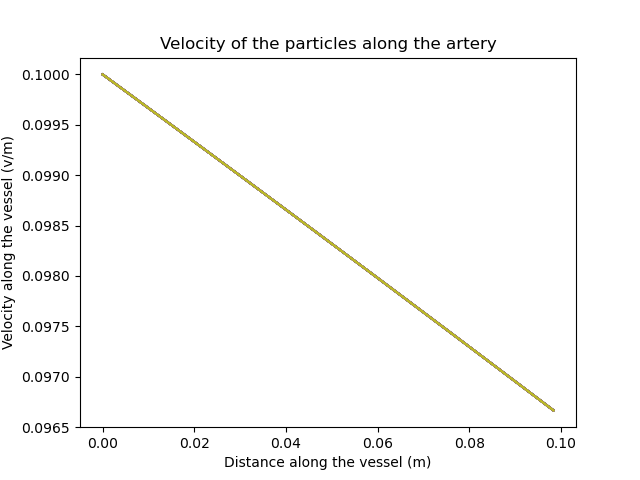 Velocity of the particles along the artery
0.1000
0.0995
0.0990
0.0985
0.0980
0.0975
0.0970
0.0965
Velocity along the vessel (v/m)
0.00 0.02 0.04 0.06 0.08 0.10
Distance along the vessel (m)